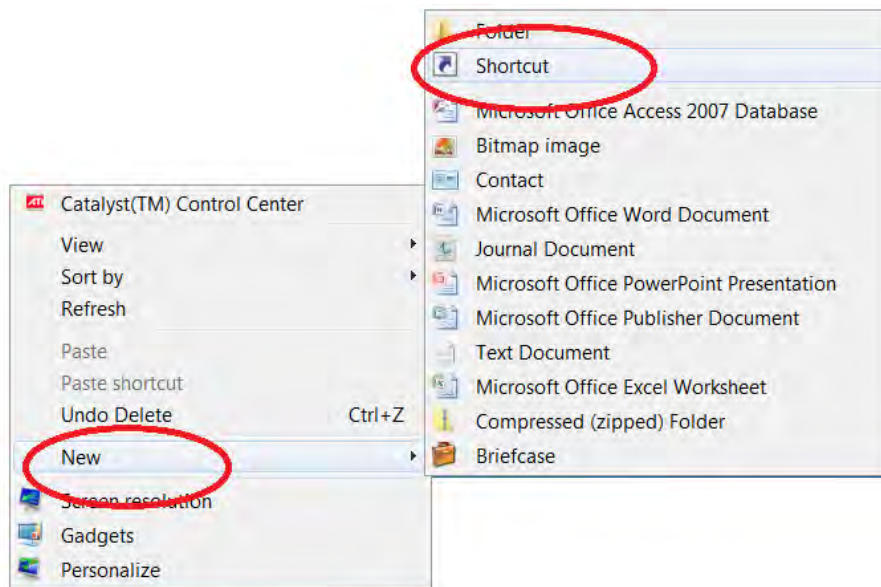 Folder
Shortcut
Microsoft Office Access 2007 Database
Bitmap image
Contact
Microsoft Office Word Document
Journal Document
Microsoft Office PowerPoint Presentation
Microsoft Office Publisher Document
Text Document
Microsoft Office Excel Worksheet
Compressed (zipped) Folder
Briefcase
ATI Catalyst(TM) Control Center
View
Sort by
Refresh
Paste
Paste shortcut
Undo Delete Ctrl+Z
New
Screen resolution
Gadgets
Personalize